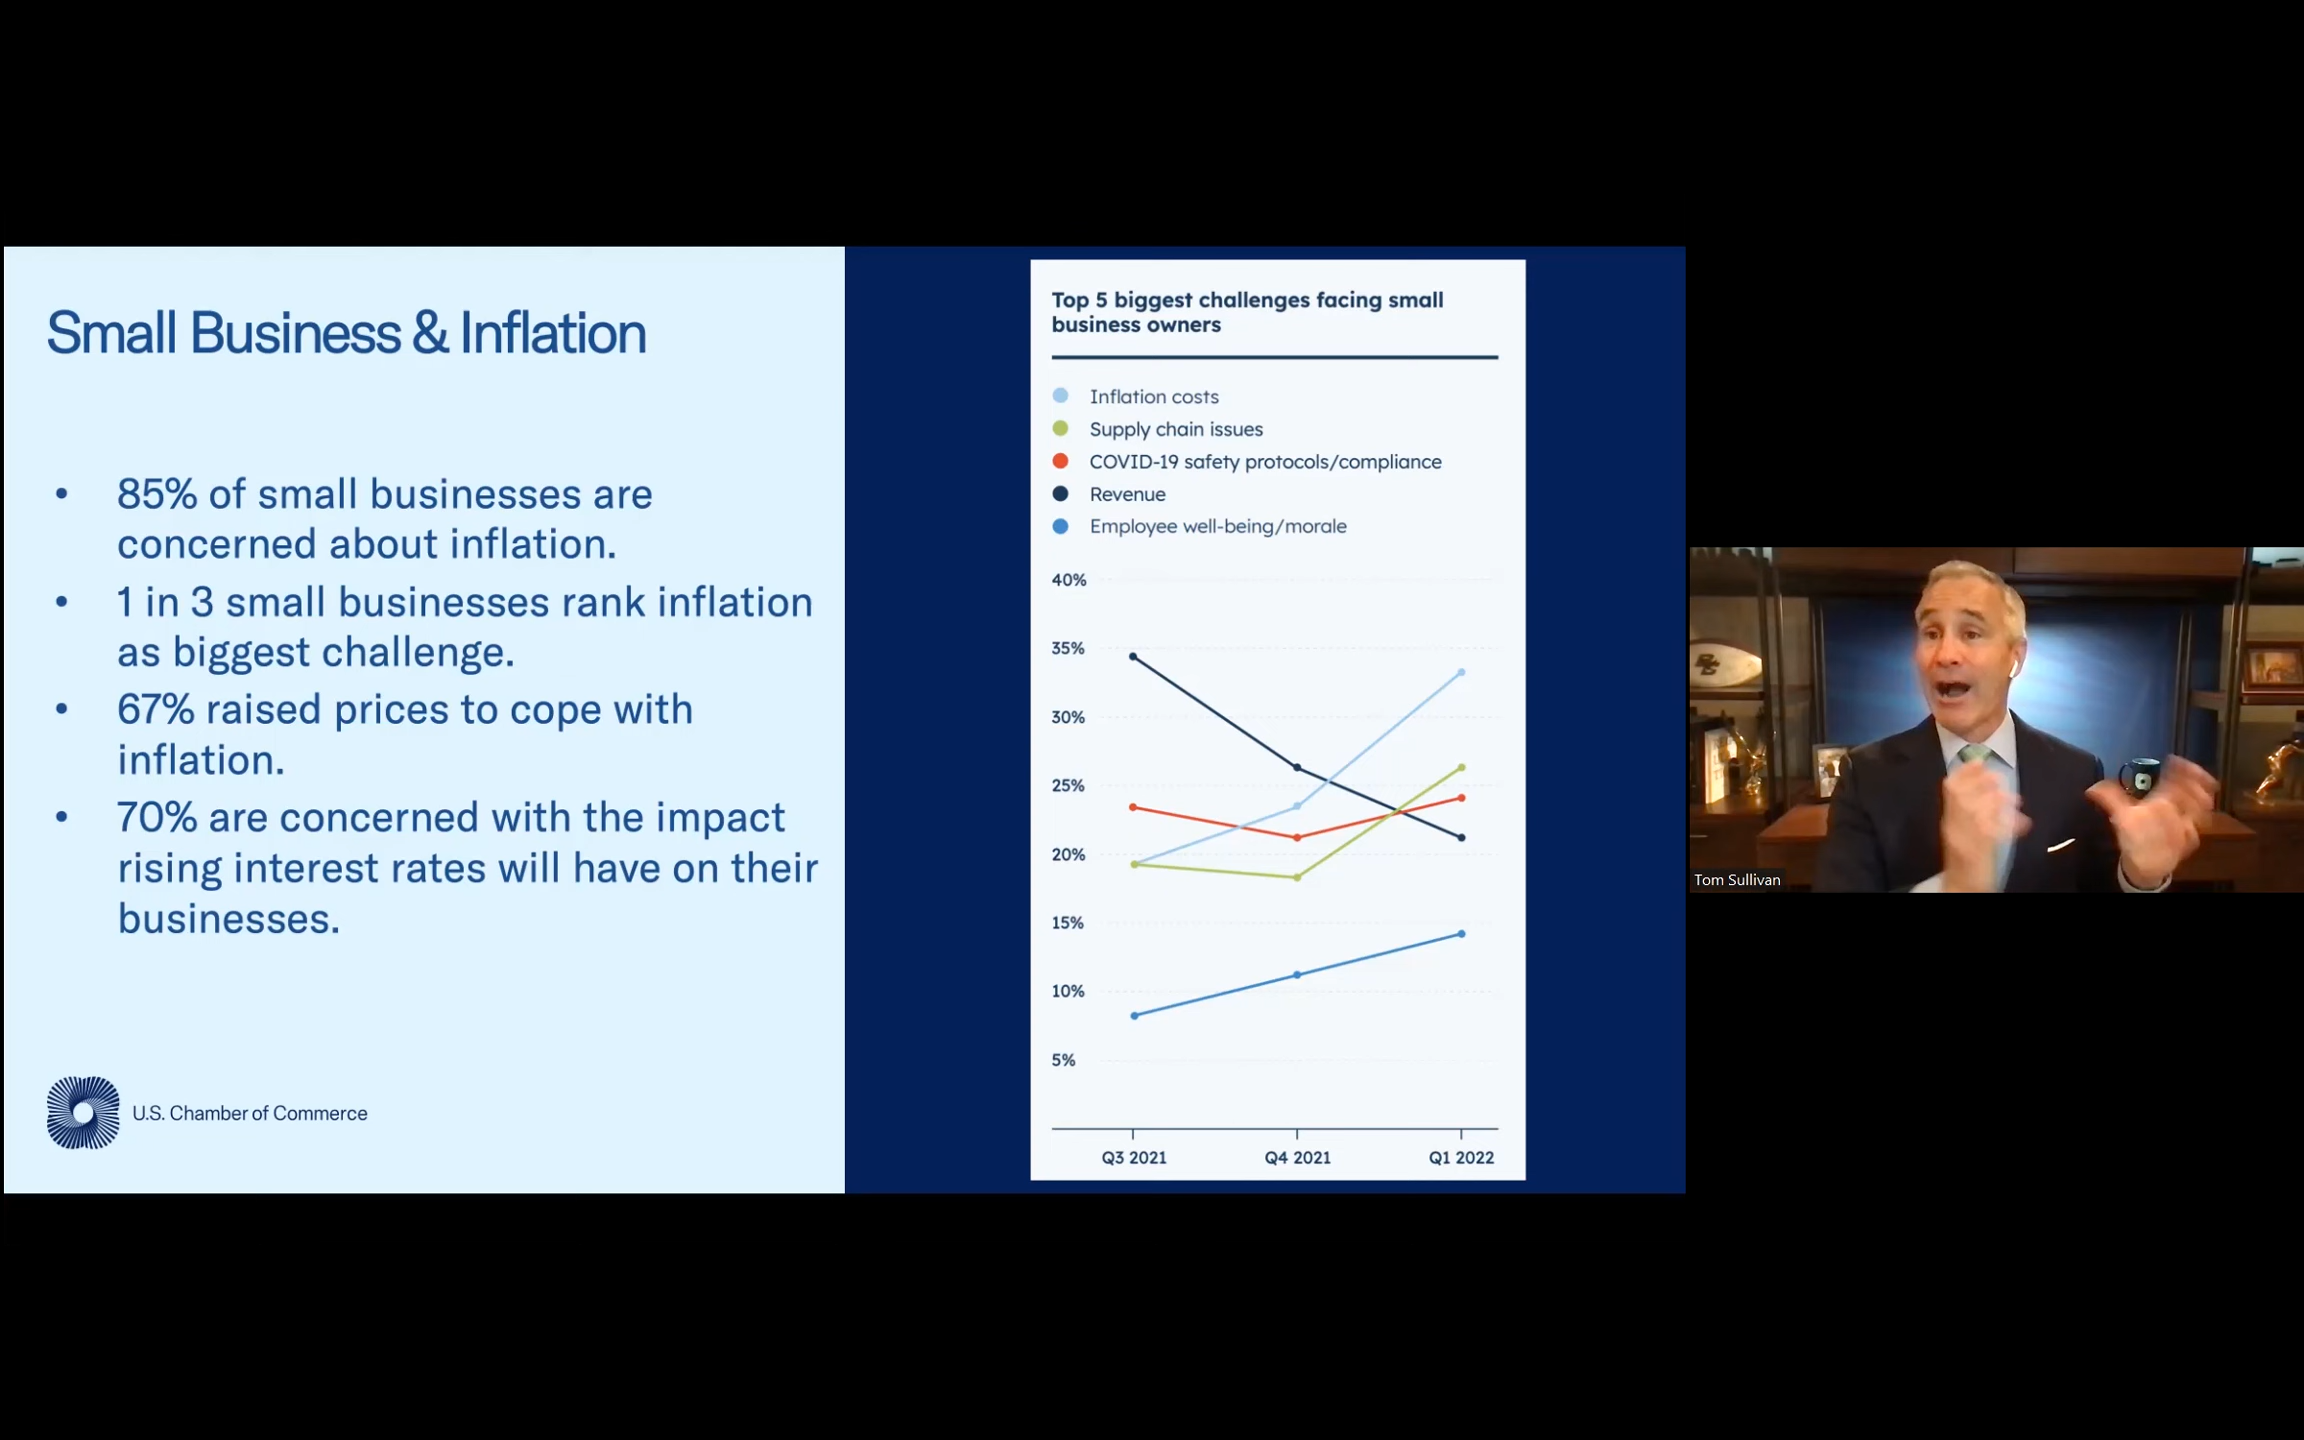 Small Business & Inflation
• 85% of small businesses are
concerned about inflation.
• 1 in 3 small businesses rank inflation
as biggest challenge.
• 67% raised prices to cope with
inflation.
• 70% are concerned with the impact
rising interest rates will have on their
businesses.
U.S. Chamber of Commerce
Top 5 biggest challenges facing small
business owners
Inflation costs
Supply chain issues
COVID-19 safety protocols/compliance
Revenue
Employee well-being/morale
40%
35%
30%
25%
20%
15%
10%
5%
Q3 2021 Q4 2021 Q1 2022
BC
Tom Sullivan